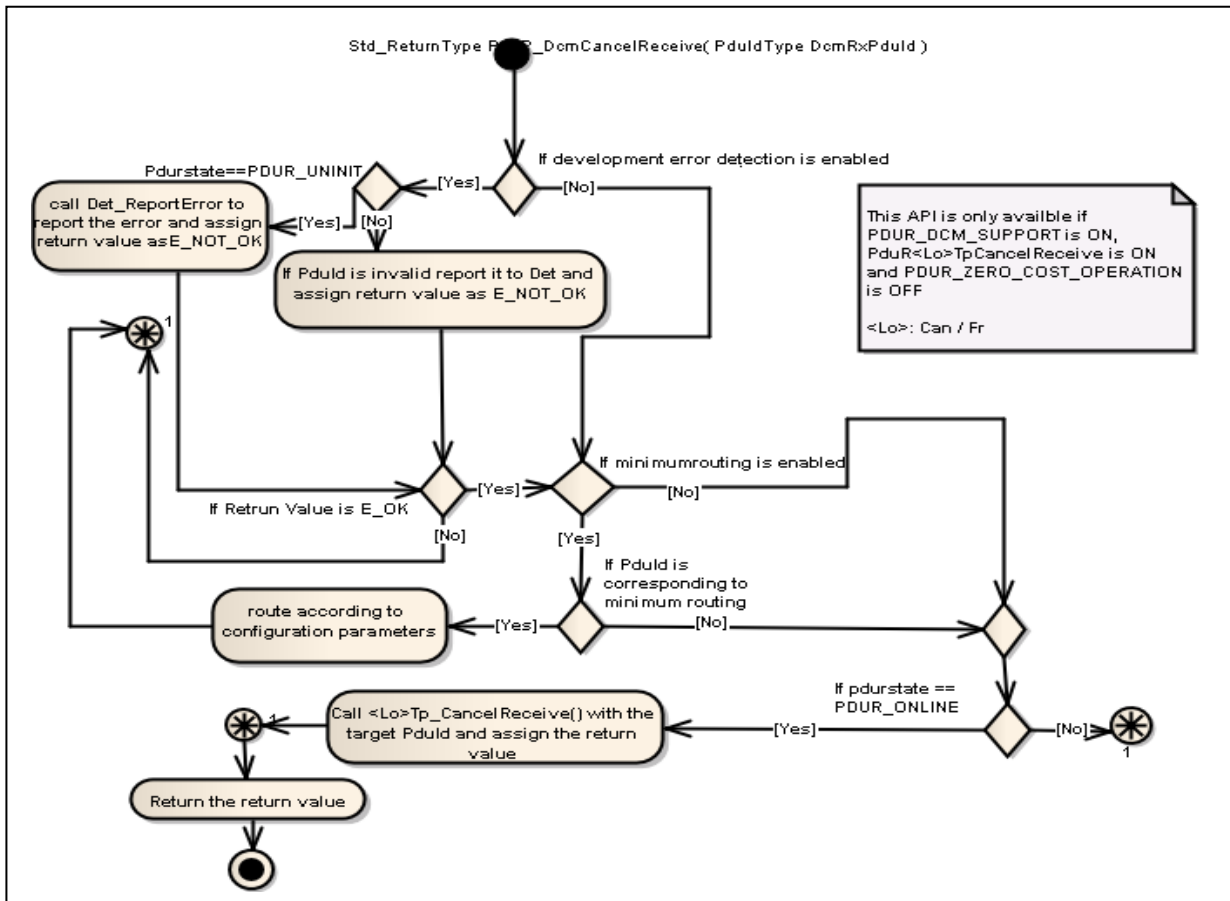 Std_ReturnType PDUR_DcmCancelReceive( PduIdType DcmRxPduId )
If development error detection is enabled
Pdurstate==PDUR_UNINIT
[Yes]
[No]
call Det_ReportError to
report the error and assign
return value asE_NOT_OK
[Yes]
[No]
If PduId is invalid report it to Det and
assign return value as E_NOT_OK
This API is only availble if
PDUR_DCM_SUPPORT is ON,
PduR<Lo>TpCancelReceive is ON
and PDUR_ZERO_COST_OPERATION
is OFF
<Lo>: Can / Fr
1
If minimumrouting is enabled
[Yes]
[No]
If Retrun Value is E_OK
[No]
[Yes]
If PduId is
corresponding to
minimum routing
route according to
configuration parameters
[Yes]
[No]
If pdurstate ==
PDUR_ONLINE
Call <Lo>Tp_CancelReceive() with the
target PduId and assign the return
value
[Yes]
[No]
1
1
Return the return value